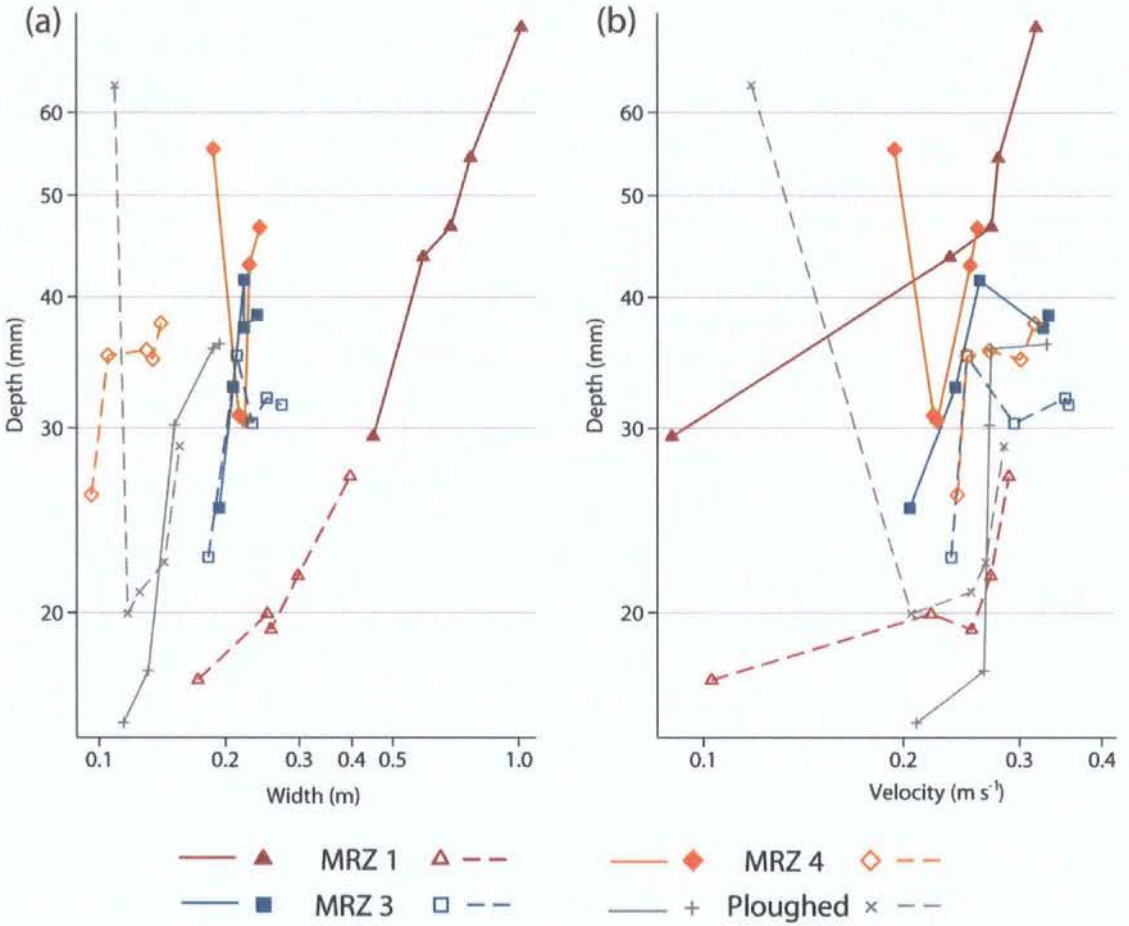 (a)
60
50
40
30
20
Depth (mm)
0.1 0.2 0.3 0.4 0.5 1.0
Width (m)
(b)
60
50
40
30
20
Depth (mm)
0.1 0.2 0.3 0.4
Velocity (m s⁻¹)
MRZ 1 MRZ 4
MRZ 3 Ploughed